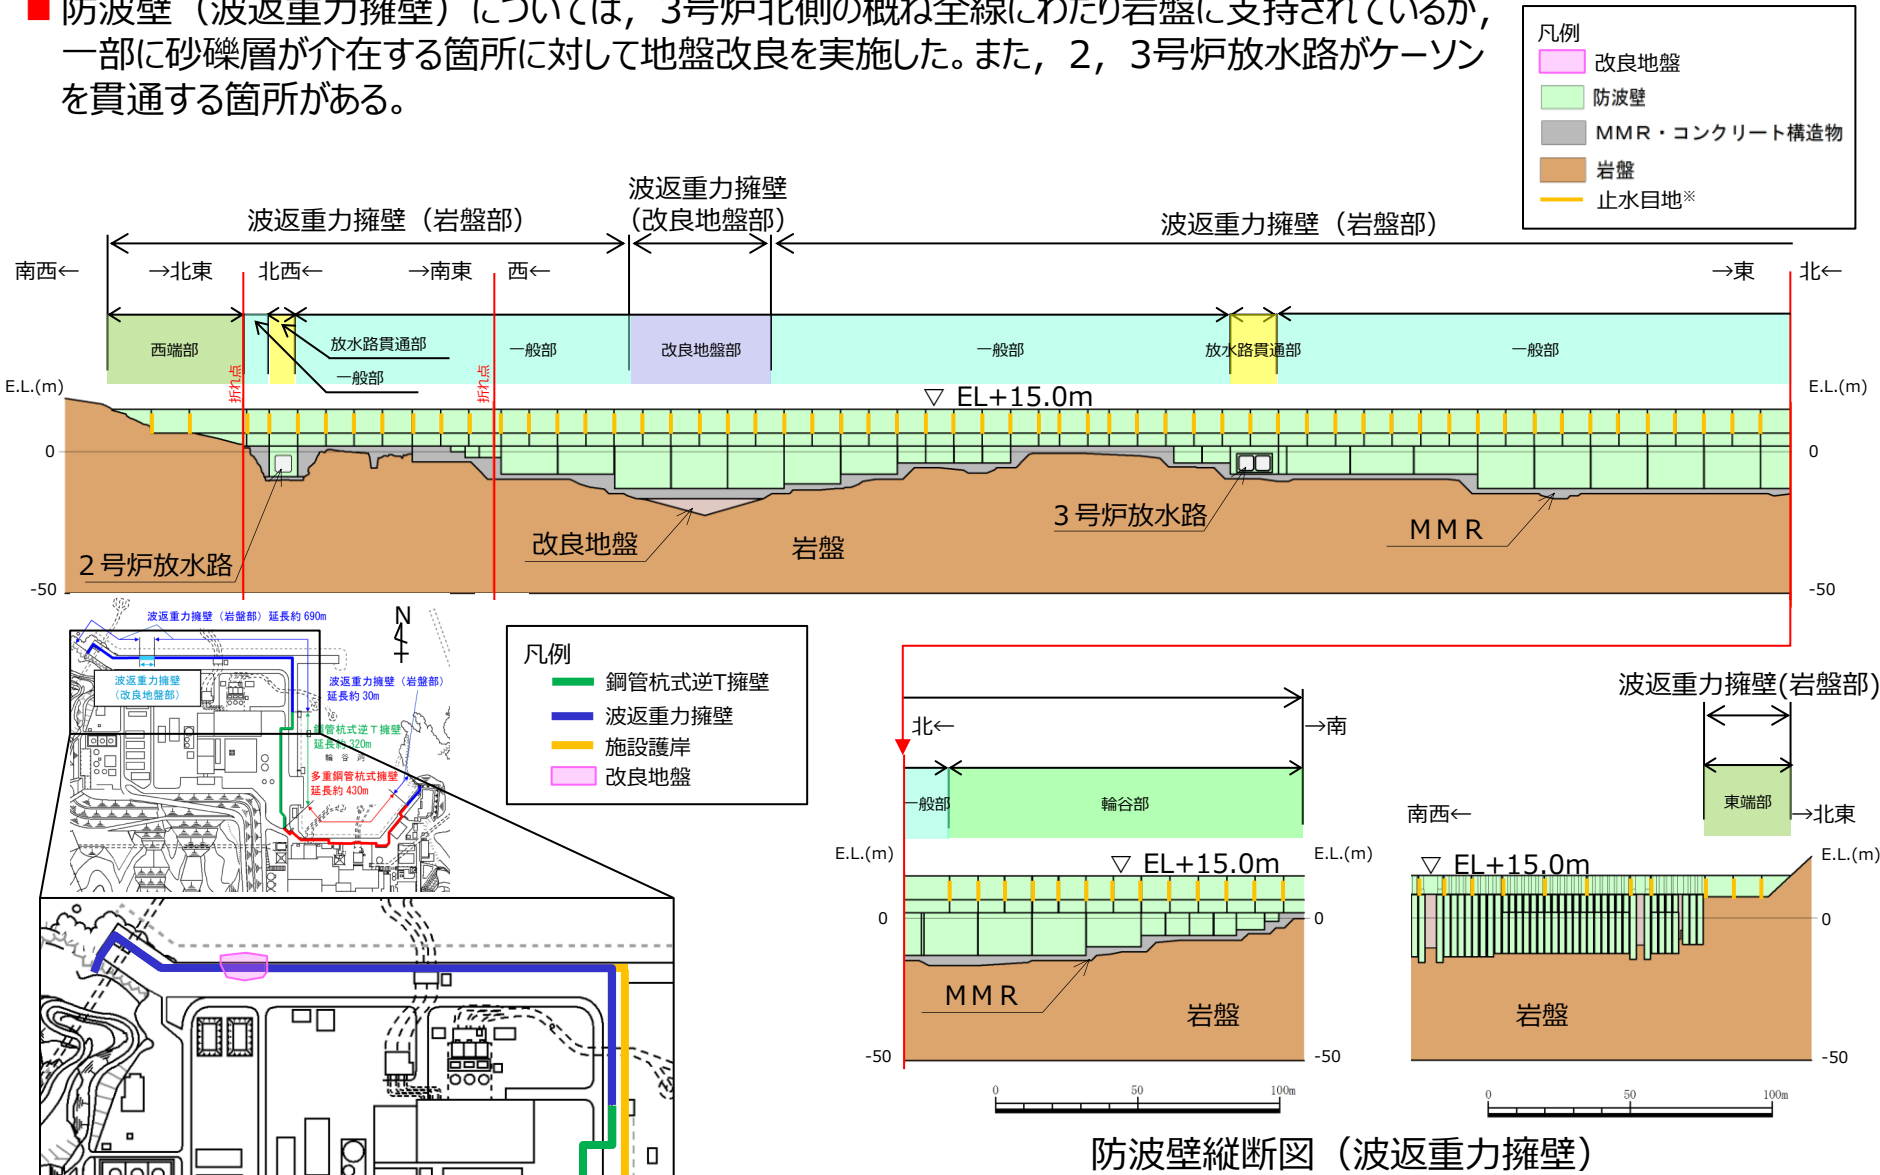 ■防波壁（波返重力擁壁）については，3号炉北側の概ね全線にわたり岩盤に支持されているが，
一部に砂礫層が介在する箇所に対して地盤改良を実施した。また，2，3号炉放水路がケーソン
を貫通する箇所がある。
凡例
改良地盤
防波壁
MMR・コンクリート構造物
岩盤
止水目地※
波返重力擁壁（岩盤部）
波返重力擁壁
（改良地盤部）
波返重力擁壁（岩盤部）
南西← →北東 北西← →南東 西← →東 北←
西端部 放水路貫通部 一般部 一般部 改良地盤部 一般部 放水路貫通部 一般部
折れ点 折れ点
E.L.(m) ▽ EL+15.0m E.L.(m)
0 0
2号炉放水路 改良地盤 岩盤 3号炉放水路 MMR
-50 -50
波返重力擁壁（岩盤部）延長約690m
N
波返重力擁壁
（改良地盤部）
波返重力擁壁（岩盤部）
延長約30m
鋼管杭式逆T擁壁
延長約320m
輪谷湾
多重鋼管杭式擁壁
延長約430m
凡例
鋼管杭式逆T擁壁
波返重力擁壁
施設護岸
改良地盤
北← →南
一般部 輪谷部
E.L.(m) ▽ EL+15.0m E.L.(m)
0 0
MMR 岩盤
-50 -50
0 50 100m
波返重力擁壁(岩盤部)
東端部
南西← →北東
▽ EL+15.0m E.L.(m)
0
岩盤
-50
0 50 100m
防波壁縦断図（波返重力擁壁）